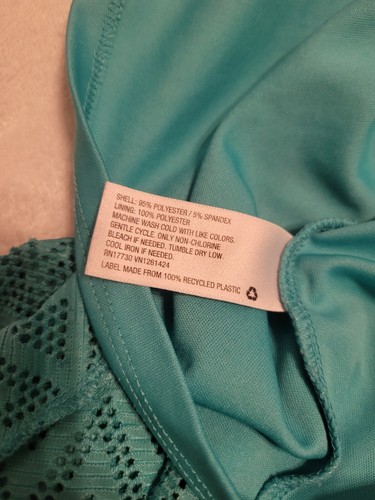 SHELL: 95% POLYESTER / 5% SPANDEX
LINING: 100% POLYESTER
MACHINE WASH COLD WITH LIKE COLORS.
GENTLE CYCLE. ONLY NON-CHLORINE
BLEACH IF NEEDED. TUMBLE DRY LOW.
COOL IRON IF NEEDED.
RN17730 VN1261424
LABEL MADE FROM 100% RECYCLED PLASTIC